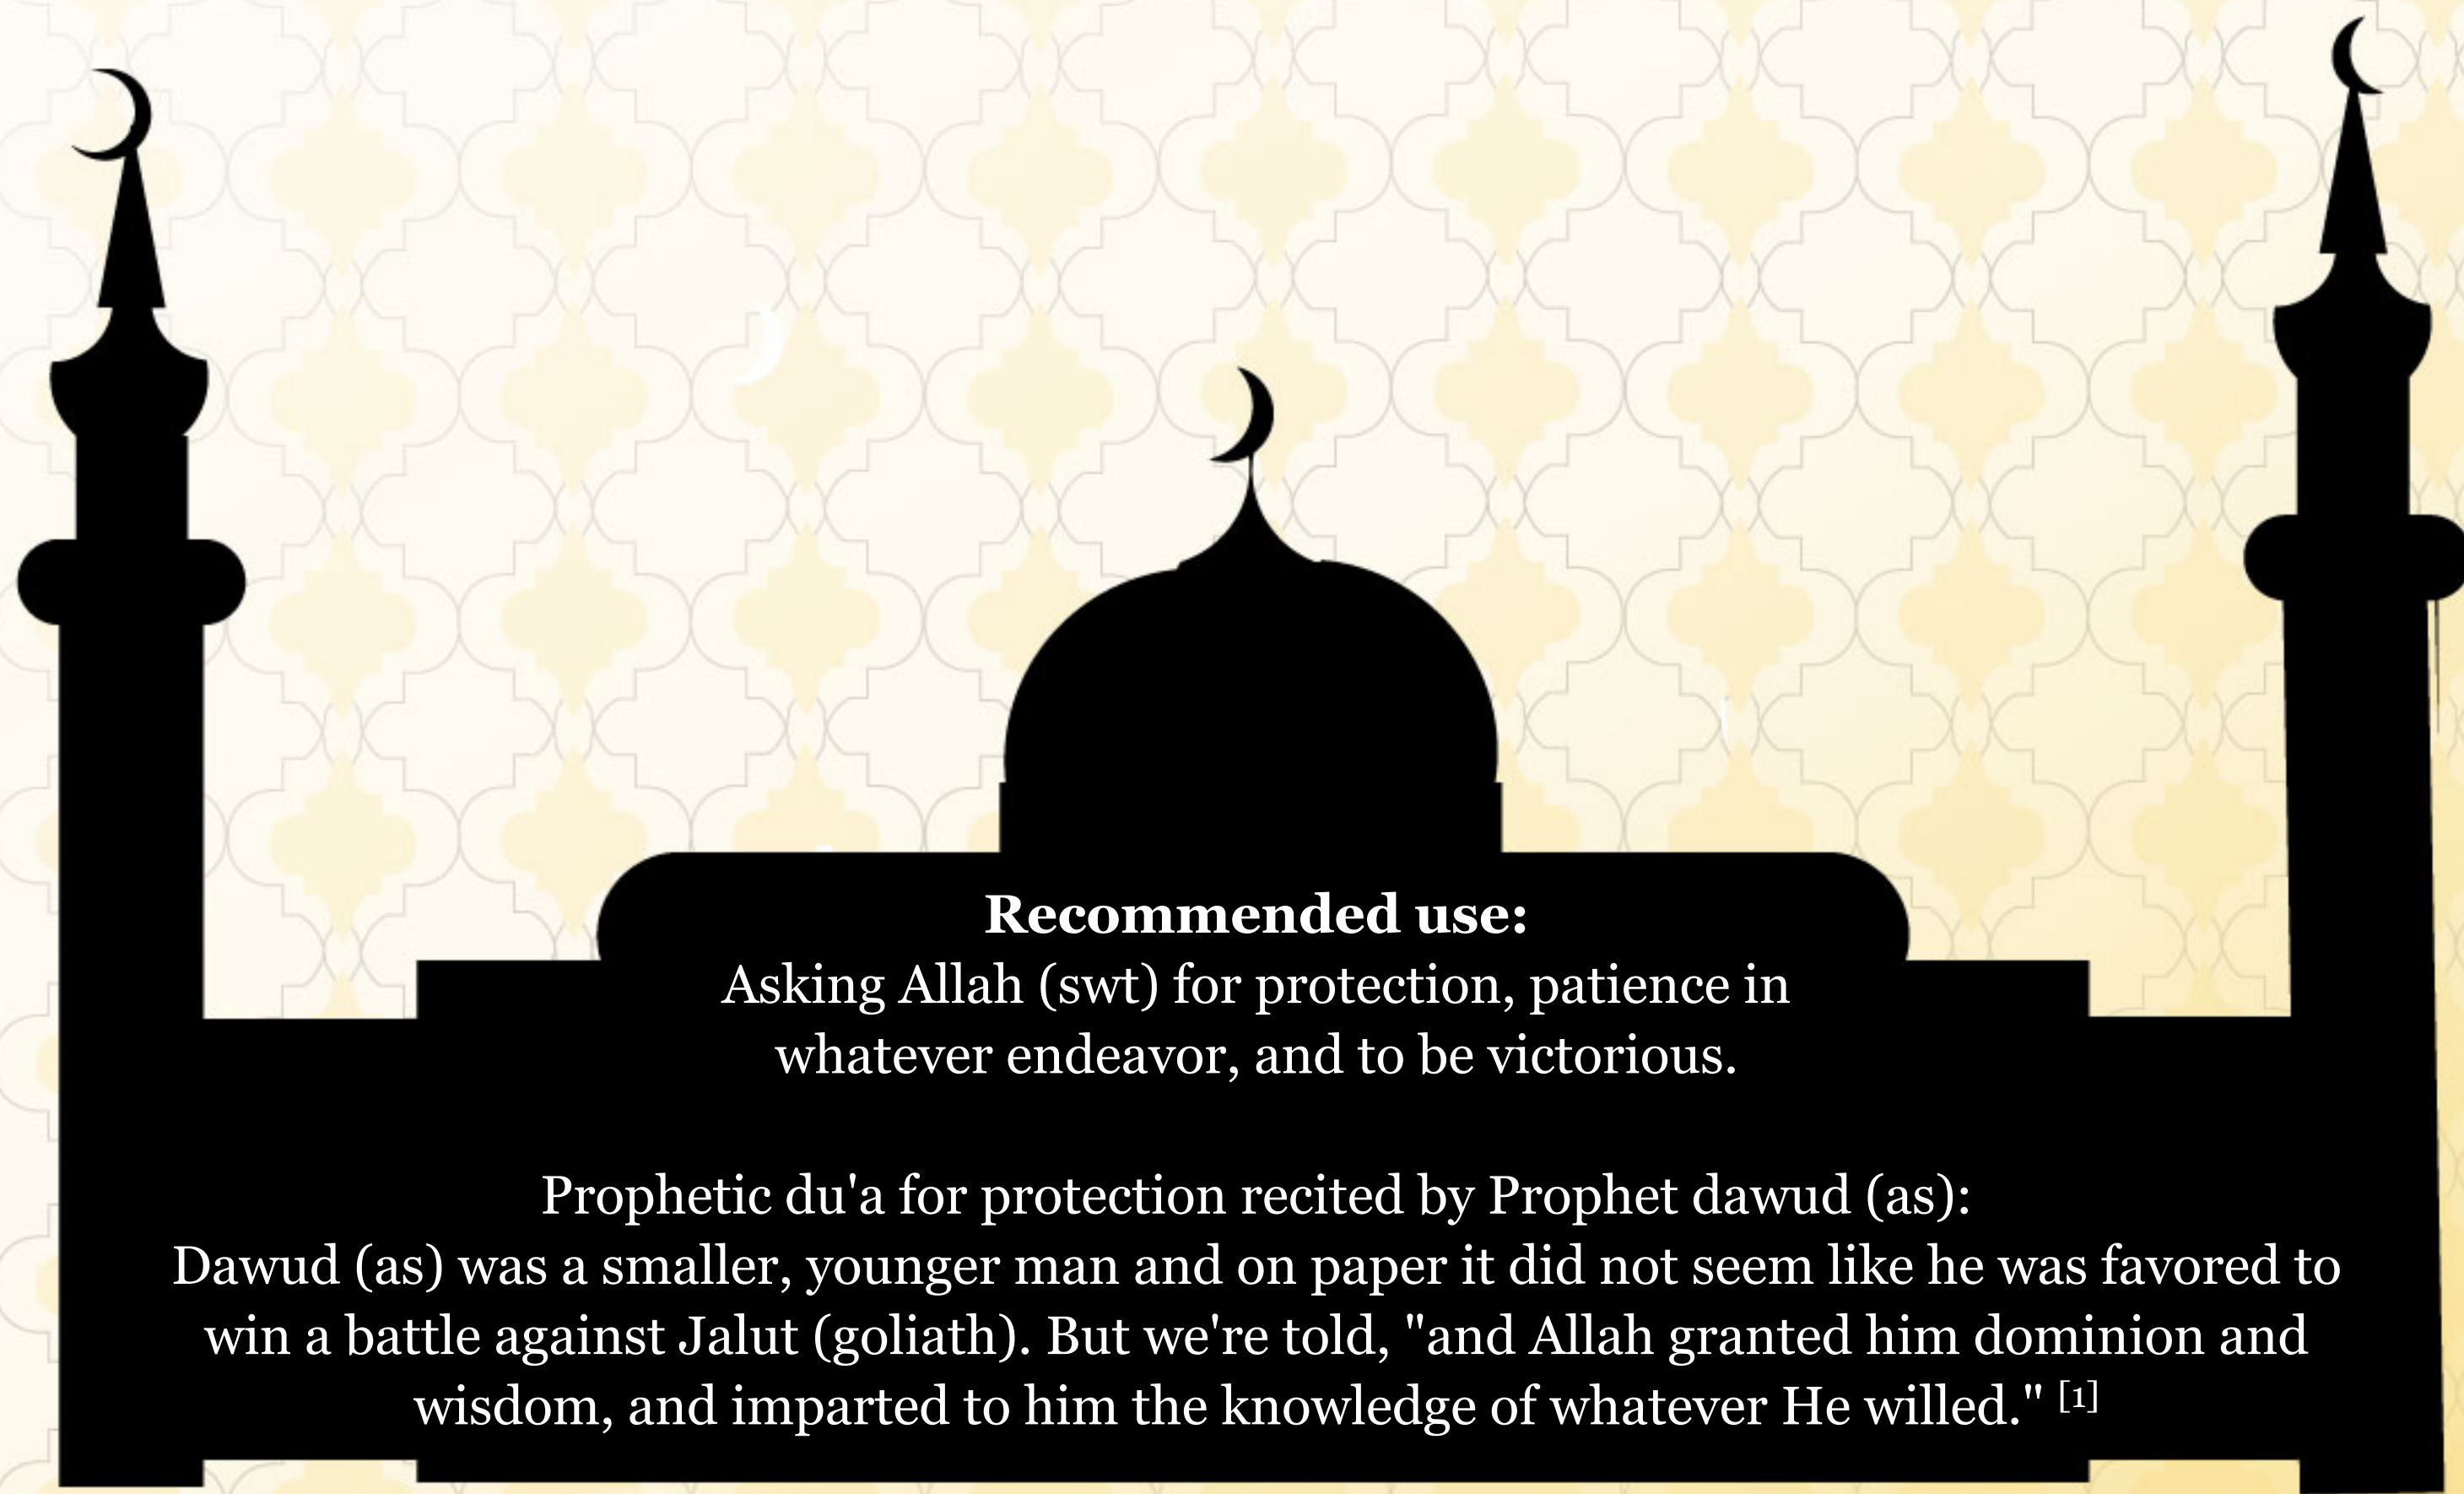 Recommended use:
Asking Allah (swt) for protection, patience in
whatever endeavor, and to be victorious.
Prophetic du'a for protection recited by Prophet dawud (as):
Dawud (as) was a smaller, younger man and on paper it did not seem like he was favored to
win a battle against Jalut (goliath). But we're told, "and Allah granted him dominion and
wisdom, and imparted to him the knowledge of whatever He willed." [1]